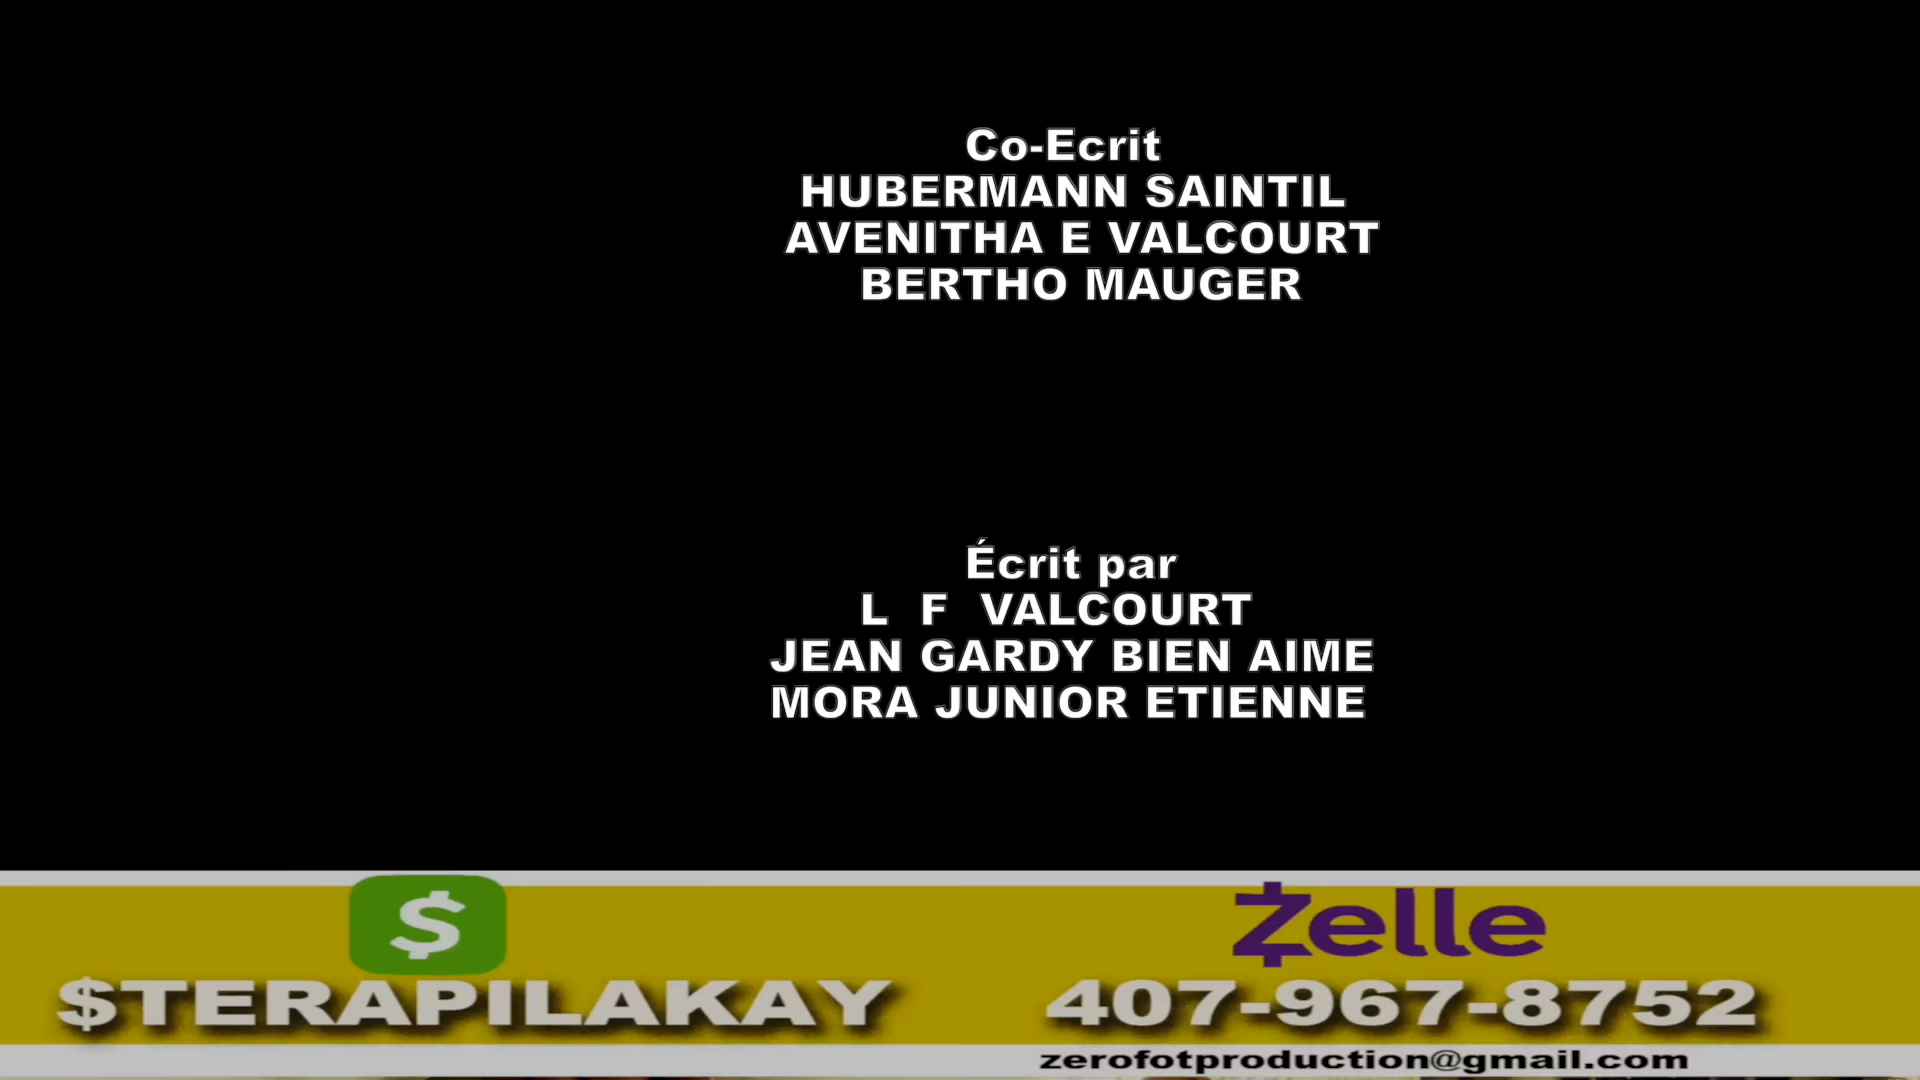 Co-Ecrit
HUBERMANN SAINTIL
AVENITHA E VALCOURT
BERTHO MAUGER
Écrit par
L F VALCOURT
JEAN GARDY BIEN AIME
MORA JUNIOR ETIENNE
$
Zelle
$TERAPILAKAY
407-967-8752
zerofotproduction@gmail.com